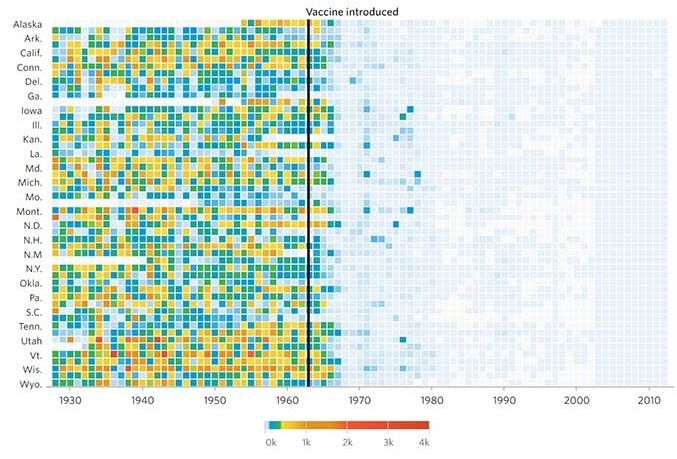 Vaccine introduced
Alaska
Ark.
Calif.
Conn.
Del.
Ga.
Iowa
Ill.
Kan.
La.
Md.
Mich.
Mo.
Mont.
N.D.
N.H.
N.M
N.Y.
Okla.
Pa.
S.C.
Tenn.
Utah
Vt.
Wis.
Wyo.
1930 1940 1950 1960 1970 1980 1990 2000 2010
0k 1k 2k 3k 4k